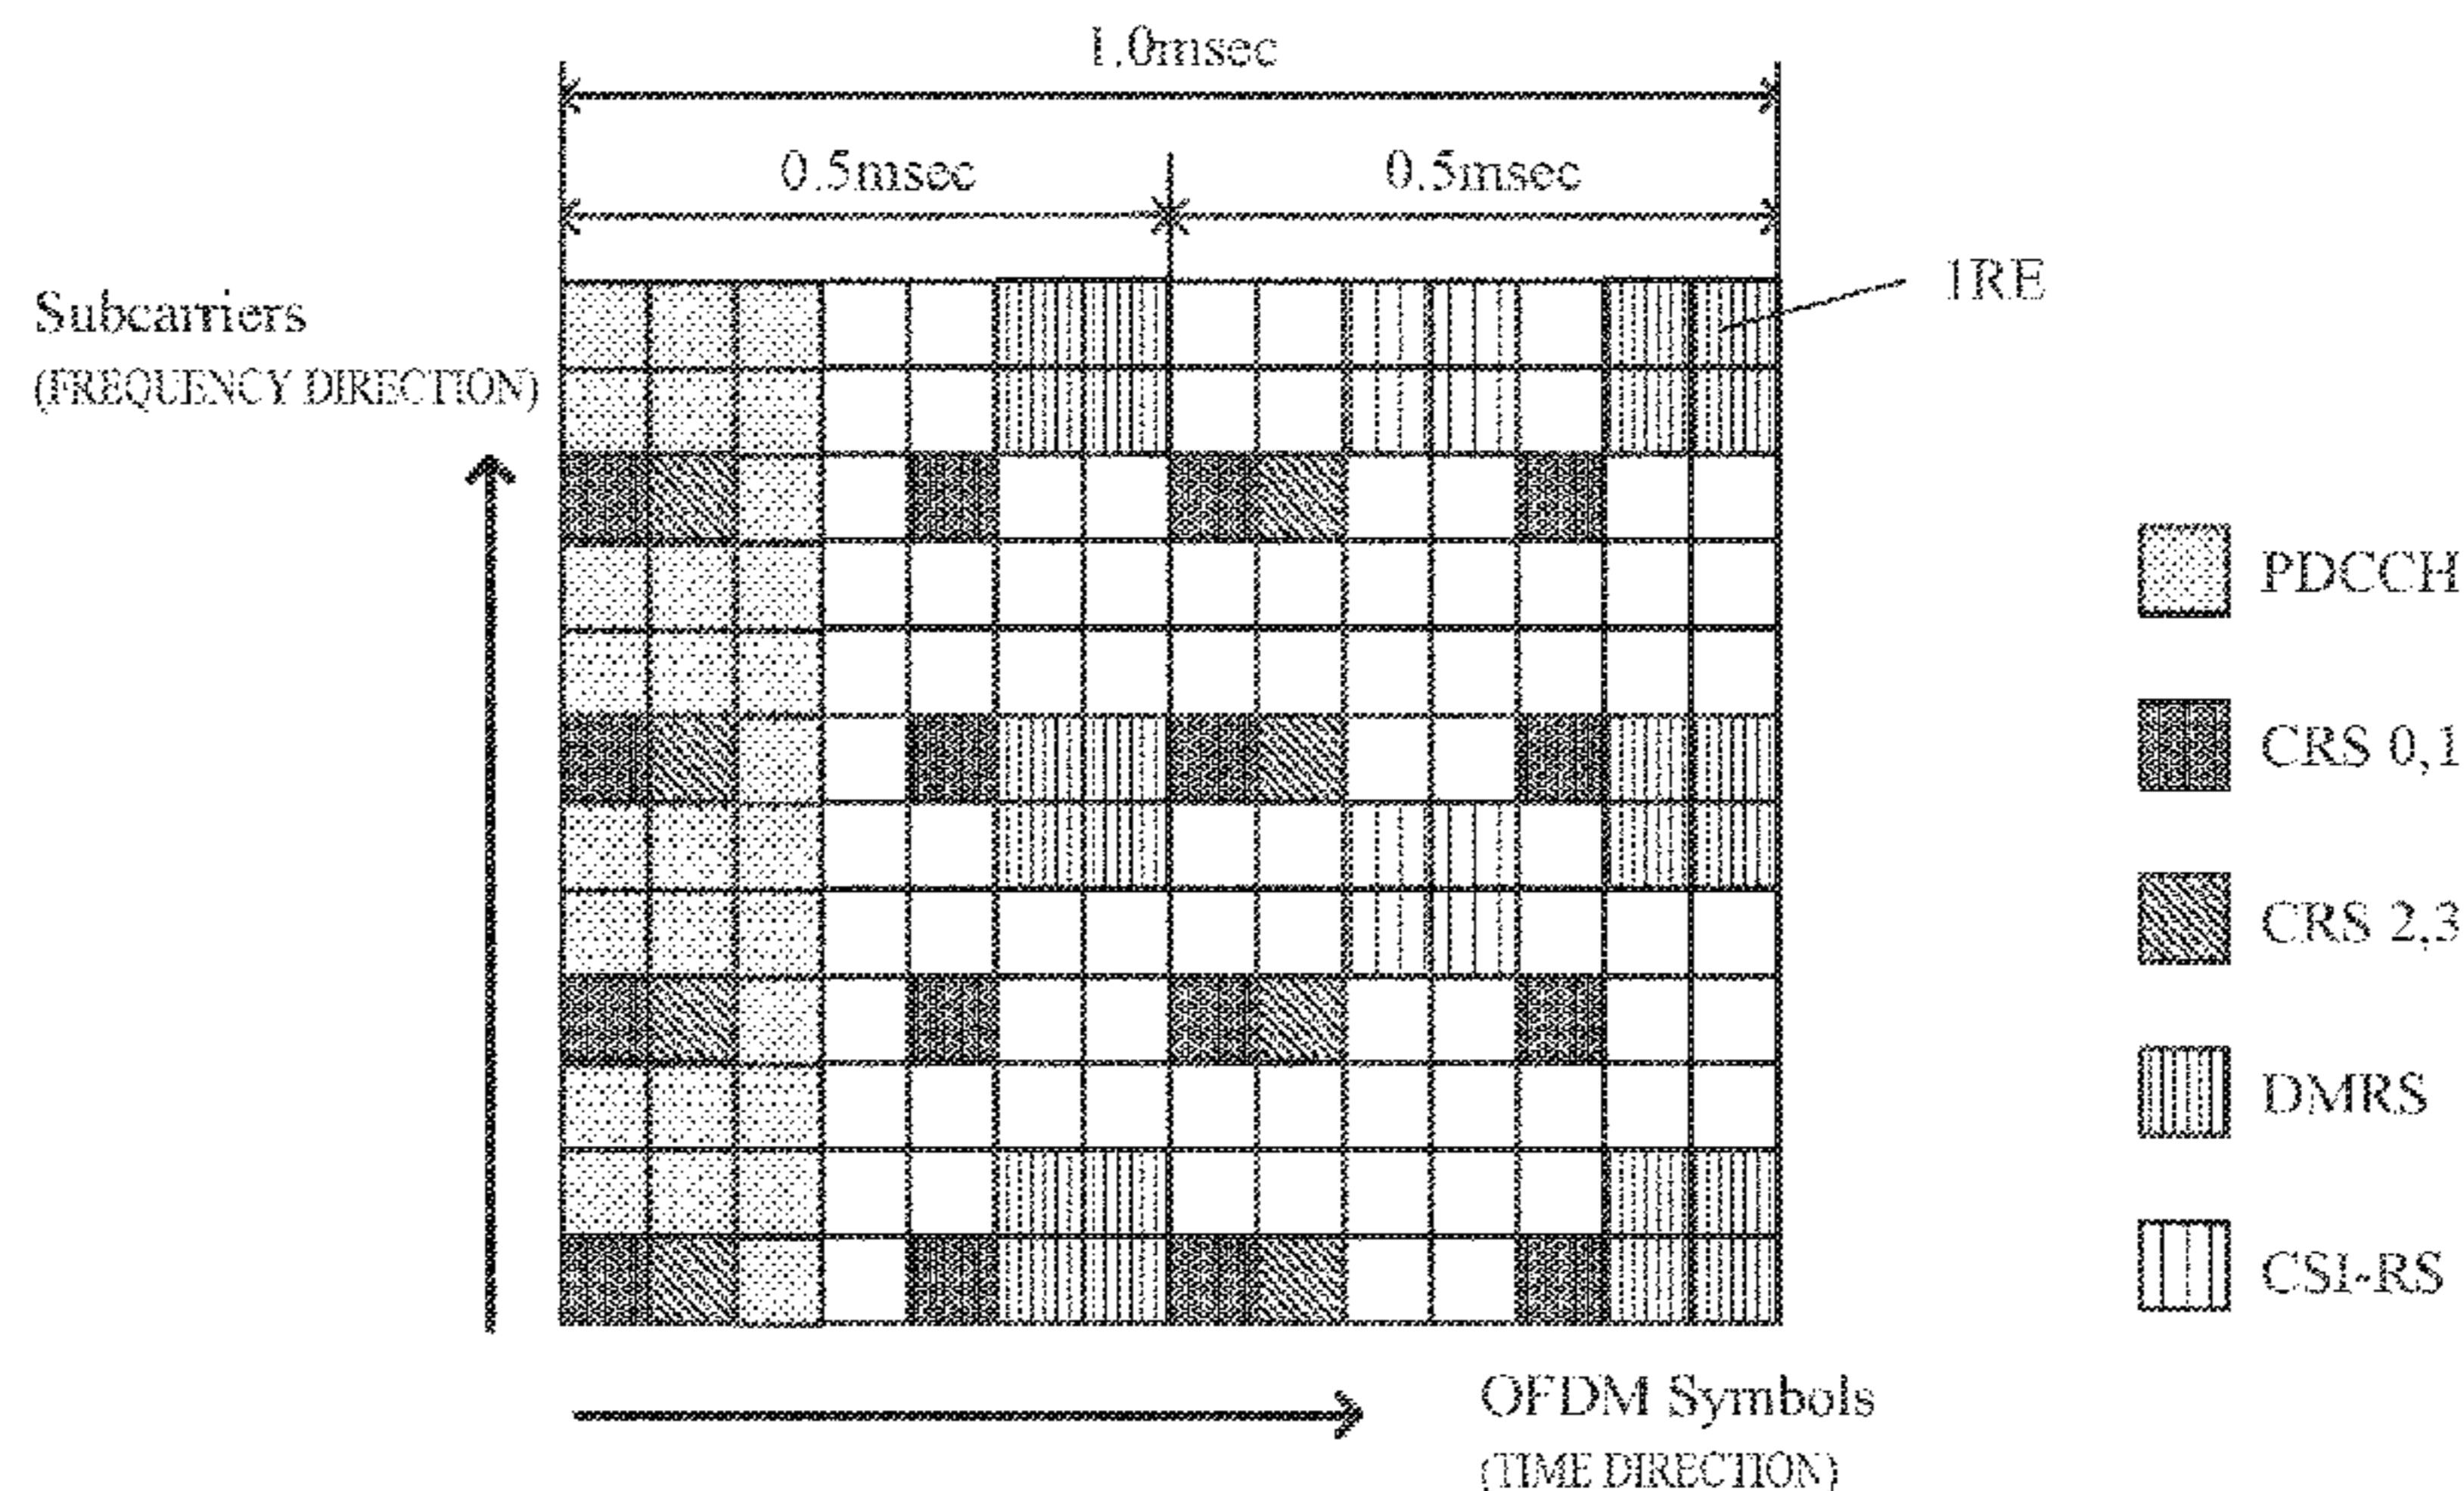 1.0msec
0.5msec
0.5msec
1RE
Subcarriers
(FREQUENCY DIRECTION)
PDCCH
CRS 0,1
CRS 2,3
DMRS
CSI-RS
OFDM Symbols
(TIME DIRECTION)